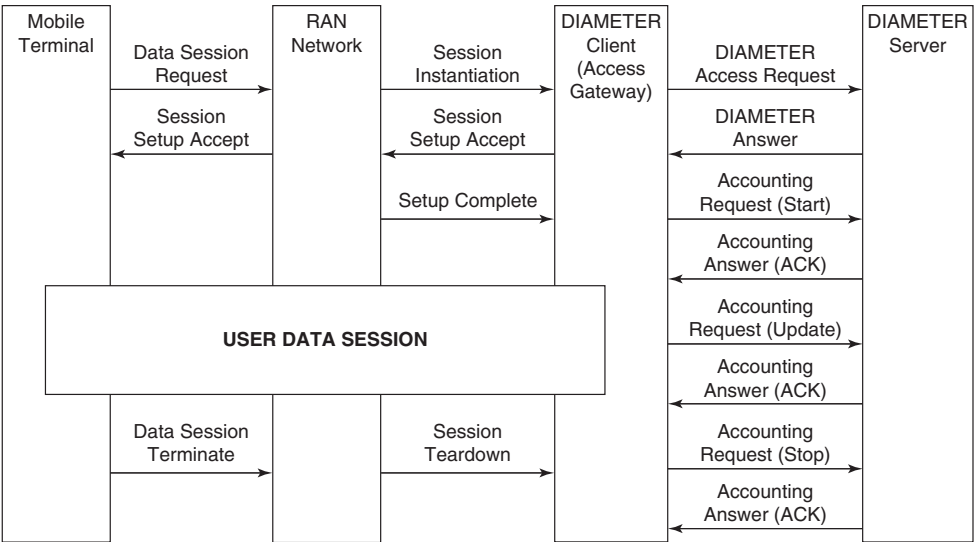 Mobile
Terminal
RAN
Network
DIAMETER
Client
(Access
Gateway)
DIAMETER
Server
Data Session
Request
Session
Instantiation
DIAMETER
Access Request
Session
Setup Accept
Session
Setup Accept
DIAMETER
Answer
Setup Complete
Accounting
Request (Start)
Accounting
Answer (ACK)
USER DATA SESSION
Accounting
Request (Update)
Accounting
Answer (ACK)
Data Session
Terminate
Session
Teardown
Accounting
Request (Stop)
Accounting
Answer (ACK)